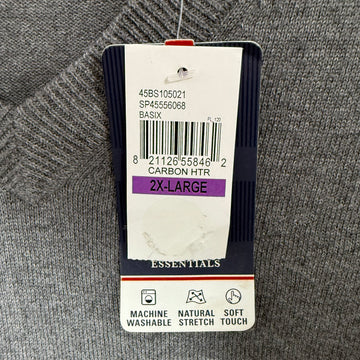 45BS105021
SP45556068
BASIX
FL 120
8 21126 55846 2
CARBON HTR
2X-LARGE
ESSENTIALS
MACHINE WASHABLE
NATURAL STRETCH
SOFT TOUCH